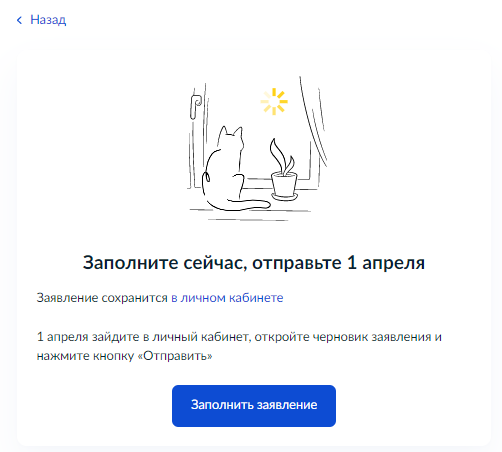 Назад
Заполните сейчас, отправьте 1 апреля
Заявление сохранится в личном кабинете
1 апреля зайдите в личный кабинет, откройте черновик заявления и
нажмите кнопку «Отправить»
Заполнить заявление